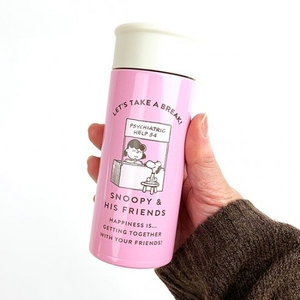 LET'S TAKE A BREAK!
PSYCHIATRIC
HELP 5¢
SNOOPY &
HIS FRIENDS
HAPPINESS IS...
GETTING TOGETHER
WITH YOUR FRIENDS!